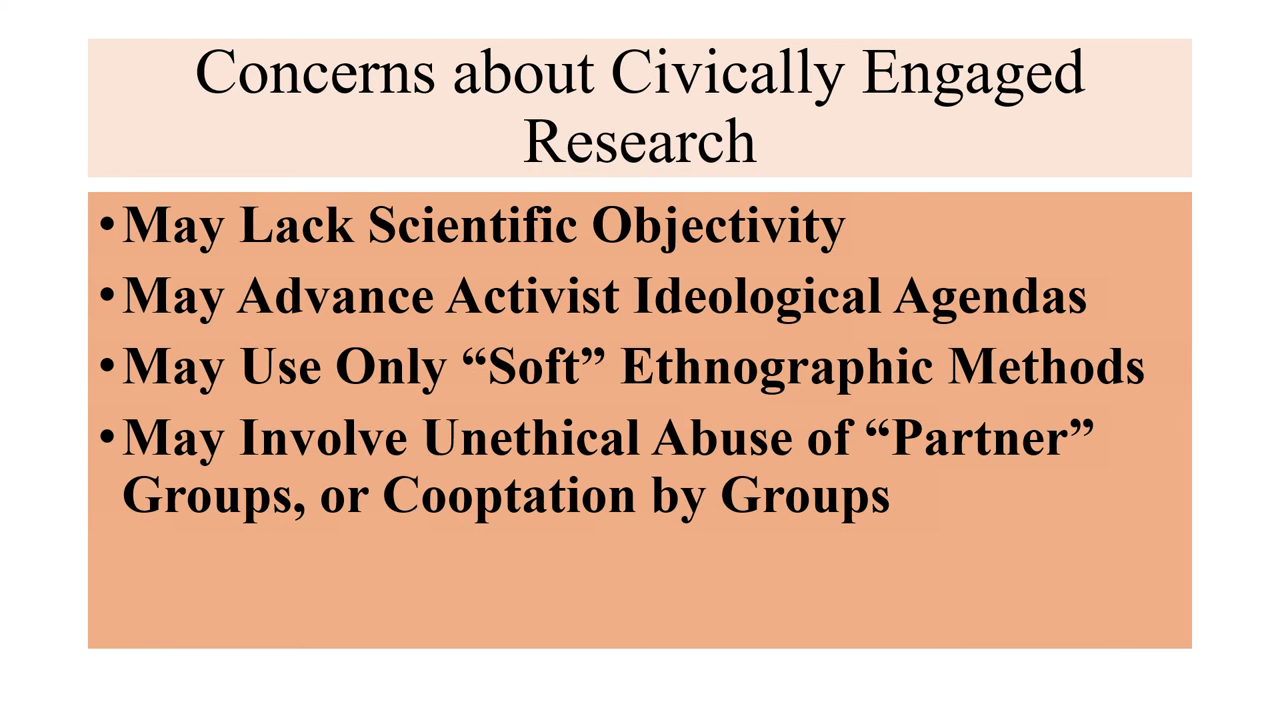 Concerns about Civically Engaged
Research
•May Lack Scientific Objectivity
•May Advance Activist Ideological Agendas
•May Use Only “Soft” Ethnographic Methods
•May Involve Unethical Abuse of “Partner”
Groups, or Cooptation by Groups